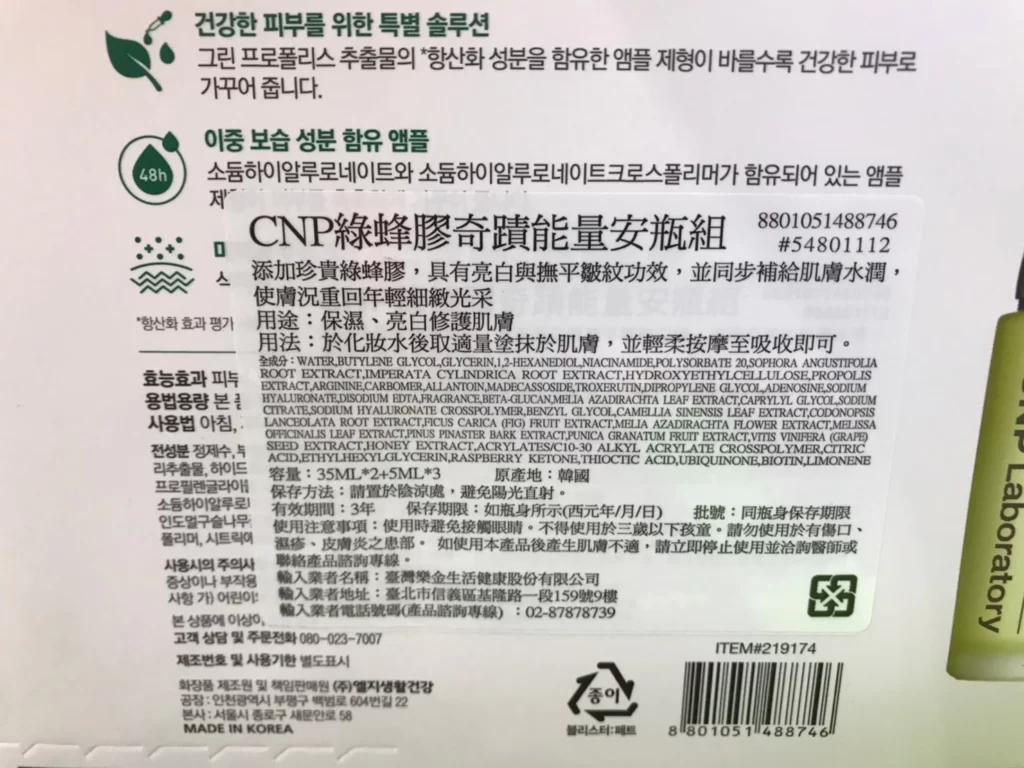 건강한 피부를 위한 특별 솔루션
그린 프로폴리스 추출물의 *항산화 성분을 함유한 앰플 제형이 바를수록 건강한 피부로
가꾸어 줍니다.
48h
이중 보습 성분 함유 앰플
소듐하이알루로네이트와 소듐하이알루로네이트크로스폴리머가 함유되어 있는 앰플
CNP綠蜂膠奇蹟能量安瓶組
8801051488746
#54801112
添加珍貴綠蜂膠，具有亮白與撫平皺紋功效，並同步補給肌膚水潤，
使膚況重回年輕細緻光采
用途：保濕、亮白修護肌膚
用法：於化妝水後取適量塗抹於肌膚，並輕柔按摩至吸收即可。
全成分：WATER,BUTYLENE GLYCOL,GLYCERIN,1,2-HEXANEDIOL,NIACINAMIDE,POLYSORBATE 20,SOPHORA ANGUSTIFOLIA
ROOT EXTRACT,IMPERATA CYLINDRICA ROOT EXTRACT,HYDROXYETHYLCELLULOSE,PROPOLIS
EXTRACT,ARGININE,CARBOMER,ALLANTOIN,MADECASSOSIDE,TROXERUTIN,DIPROPYLENE GLYCOL,ADENOSINE,SODIUM
HYALURONATE,DISODIUM EDTA,FRAGRANCE,BETA-GLUCAN,MELIA AZADIRACHTA LEAF EXTRACT,CAPRYLYL GLYCOL,SODIUM
CITRATE,SODIUM HYALURONATE CROSSPOLYMER,BENZYL GLYCOL,CAMELLIA SINENSIS LEAF EXTRACT,CODONOPSIS
LANCEOLATA ROOT EXTRACT,FICUS CARICA (FIG) FRUIT EXTRACT,MELIA AZADIRACHTA FLOWER EXTRACT,MELISSA
OFFICINALIS LEAF EXTRACT,PINUS PINASTER BARK EXTRACT,PUNICA GRANATUM FRUIT EXTRACT,VITIS VINIFERA (GRAPE)
SEED EXTRACT,HONEY EXTRACT,ACRYLATES/C10-30 ALKYL ACRYLATE CROSSPOLYMER,CITRIC
ACID,ETHYLHEXYLGLYCERIN,RASPBERRY KETONE,THIOCTIC ACID,UBIQUINONE,BIOTIN,LIMONENE
容量：35ML*2+5ML*3 原產地：韓國
保存方法：請置於陰涼處，避免陽光直射。
有效期間：3年 保存期限：如瓶身所示(西元年/月/日) 批號：同瓶身保存期限
使用注意事項：使用時避免接觸眼睛。不得使用於三歲以下孩童。請勿使用於有傷口、
濕疹、皮膚炎之患部。 如使用本產品後產生肌膚不適，請立即停止使用並洽詢醫師或
聯絡產品諮詢專線。
輸入業者名稱：臺灣樂金生活健康股份有限公司
輸入業者地址：臺北市信義區基隆路一段159號9樓
輸入業者電話號碼(產品諮詢專線）：02-87878739
*항산화 효과 평가
효능효과 피부
용법용량 본
사용법 아침,
전성분 정제수,
리추출물, 하이드
프로필렌글라이
소듐하이알루로
인도멀구슬나무
폴리머, 시트릭
사용시의 주의사
증상이나 부작용
사항 가) 어린이
본 상품에 이상이
고객 상담 및 주문전화 080-023-7007
제조번호 및 사용기한 별도표시
화장품 제조원 및 책임판매원 (주)엘지생활건강
공장 : 인천광역시 부평구 백범로 604번길 22
본사 : 서울시 종로구 새문안로 58
MADE IN KOREA
종이
블리스터:페트
ITEM#219174
8 801051 488746
CNP Laboratory